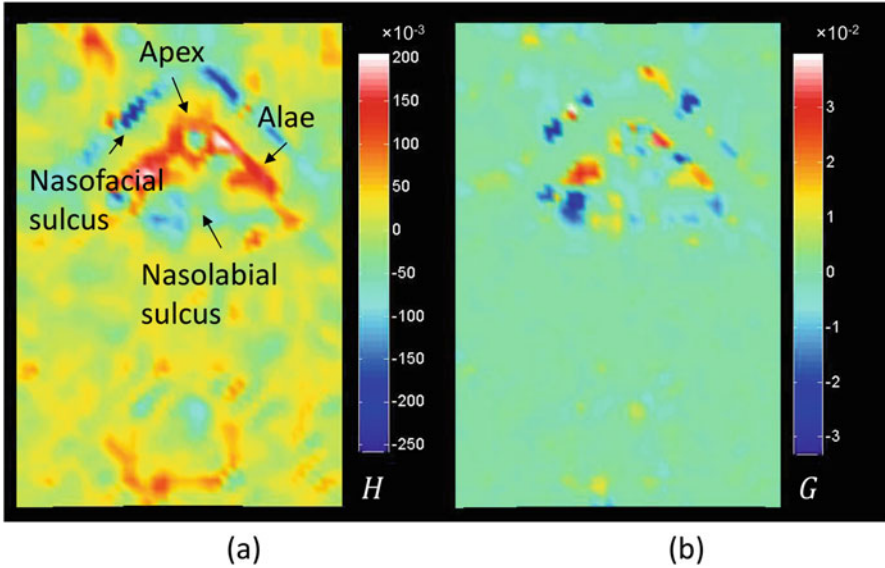 ×10⁻³
Apex
200
150
Alae
100
Nasofacial
sulcus
50
0
-50
Nasolabial
sulcus
-100
-150
-200
-250
H
×10⁻²
3
2
1
0
-1
-2
-3
G
(a)
(b)